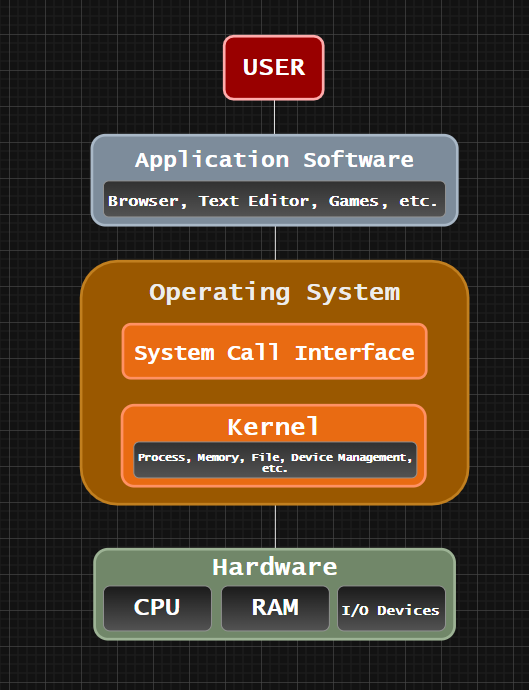 USER
Application Software
Browser, Text Editor, Games, etc.
Operating System
System Call Interface
Kernel
Process, Memory, File, Device Management,
etc.
Hardware
CPU
RAM
I/O Devices